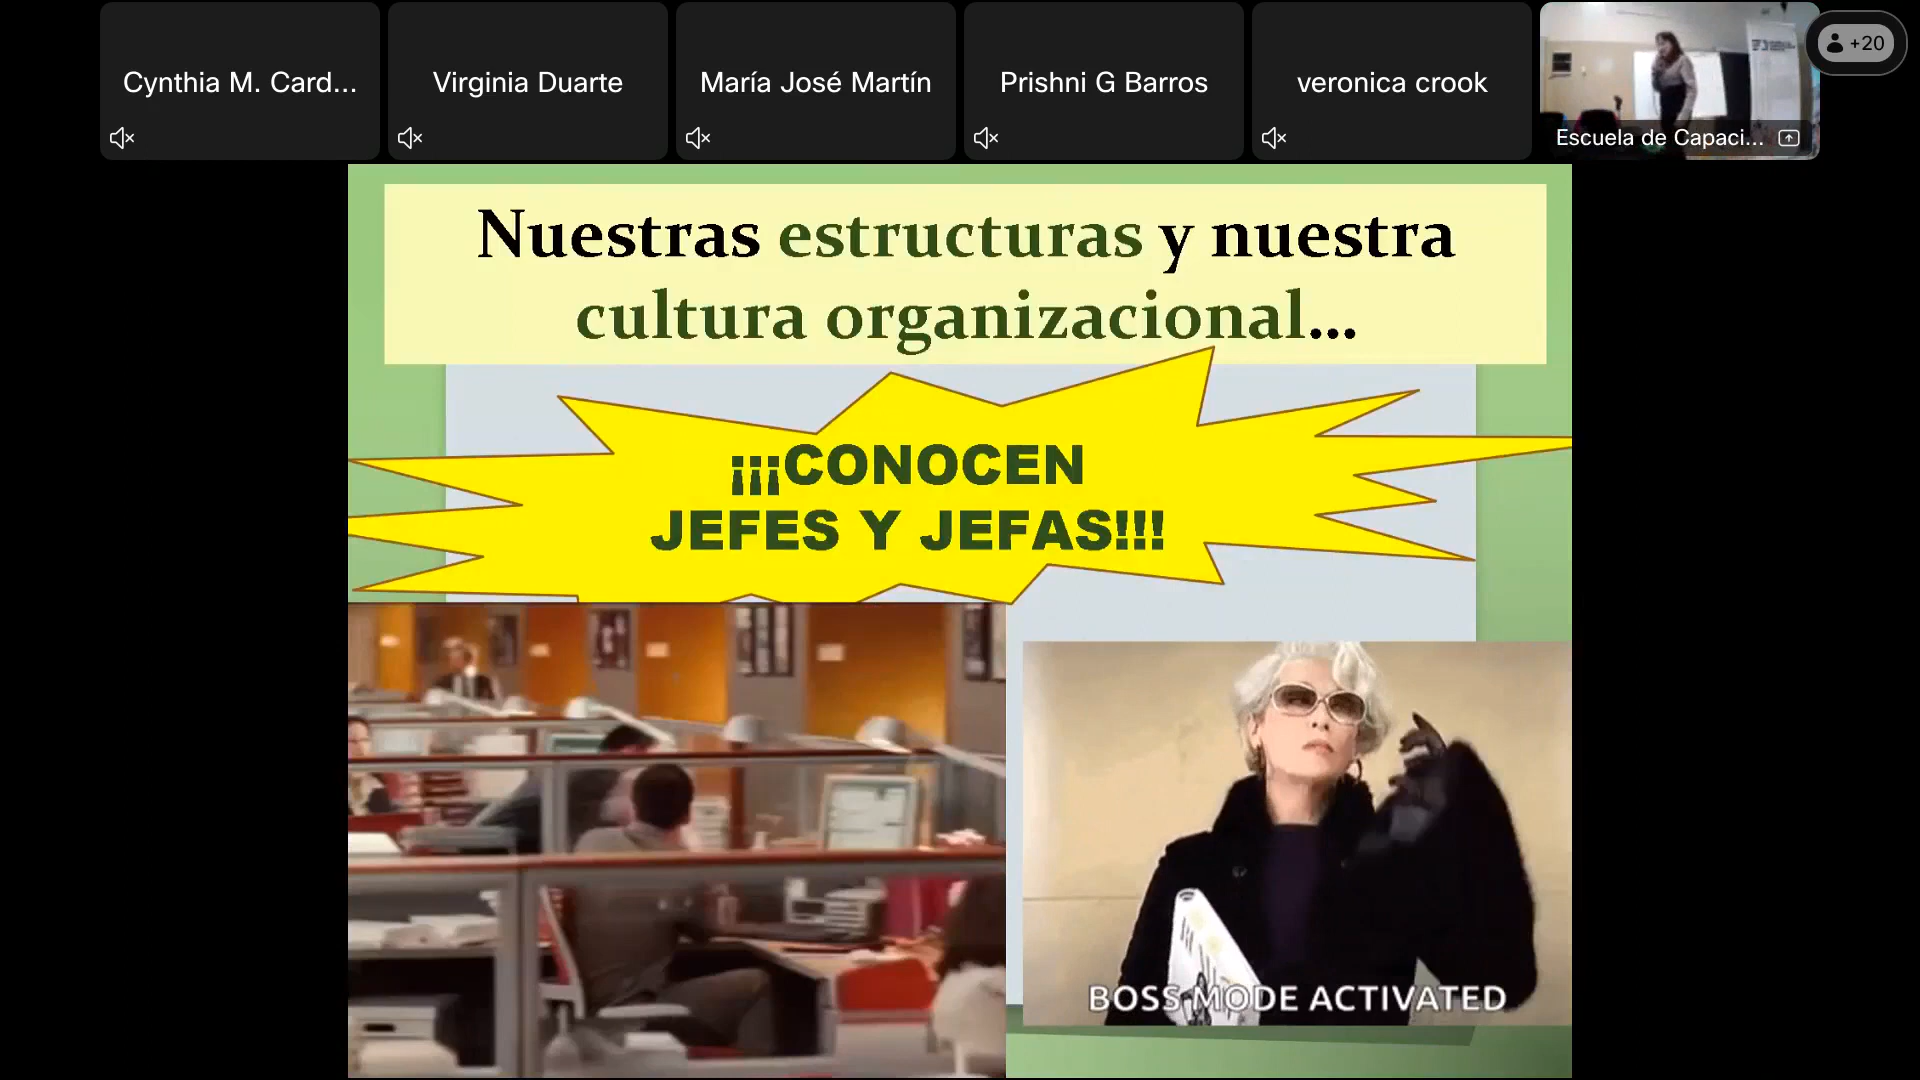 Cynthia M. Card...
Virginia Duarte
María José Martín
Prishni G Barros
veronica crook
Escuela de Capaci...
+20
Nuestras estructuras y nuestra
cultura organizacional...
¡¡¡CONOCEN
JEFES Y JEFAS!!!
BOSS MODE ACTIVATED